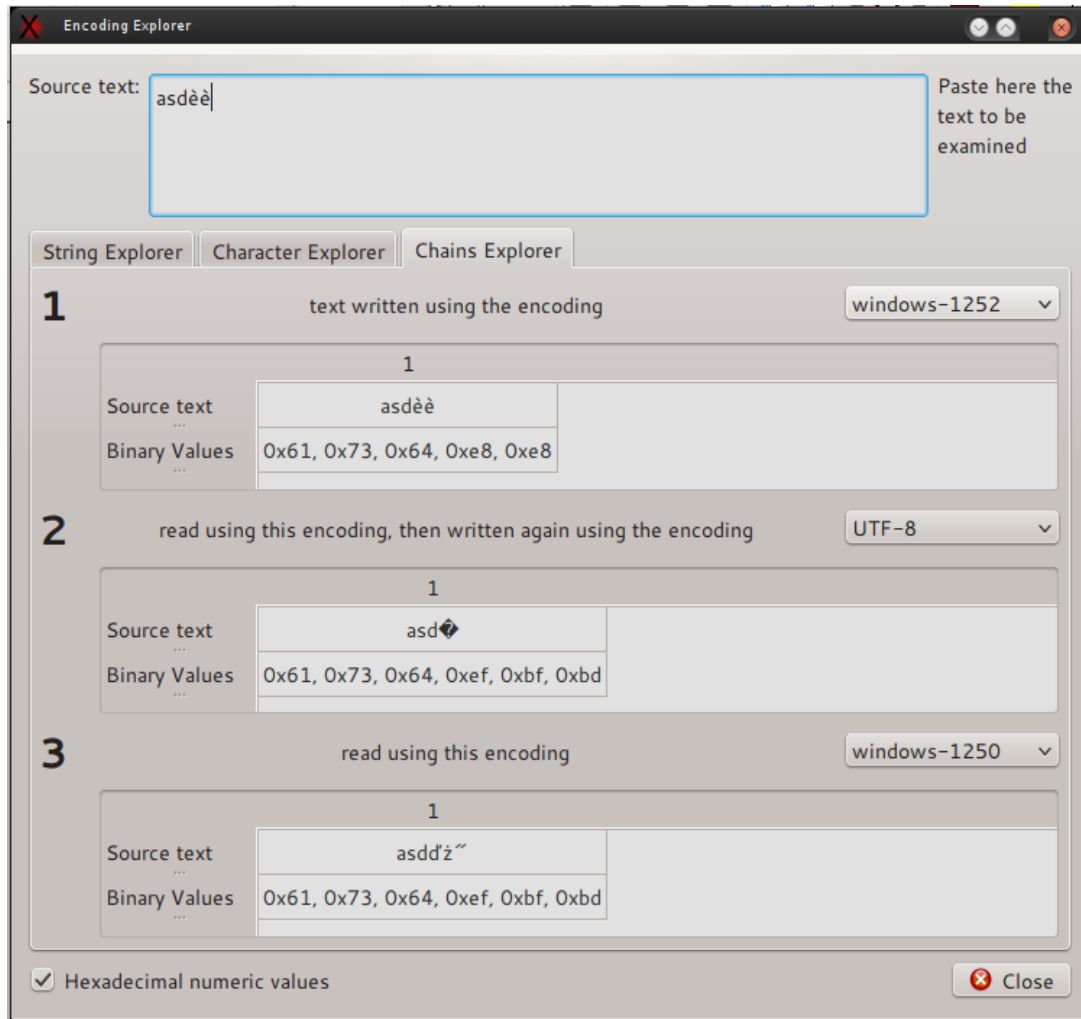 Encoding Explorer
Source text:
asdèè
Paste here the
text to be
examined
String Explorer
Character Explorer
Chains Explorer
1
text written using the encoding
windows-1252
1
Source text
asdèè
Binary Values
0x61, 0x73, 0x64, 0xe8, 0xe8
2
read using this encoding, then written again using the encoding
UTF-8
1
Source text
asd�
Binary Values
0x61, 0x73, 0x64, 0xef, 0xbf, 0xbd
3
read using this encoding
windows-1250
1
Source text
asdďż˝
Binary Values
0x61, 0x73, 0x64, 0xef, 0xbf, 0xbd
Hexadecimal numeric values
Close